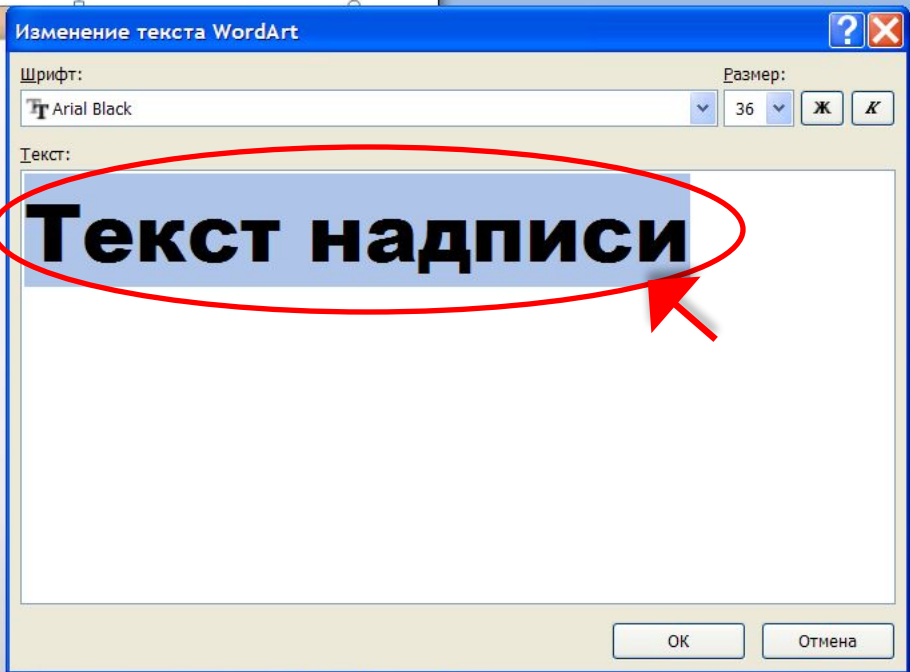 Изменение текста WordArt
Шрифт: Размер:
Arial Black 36 Ж К
Текст:
Текст надписи
ОК Отмена